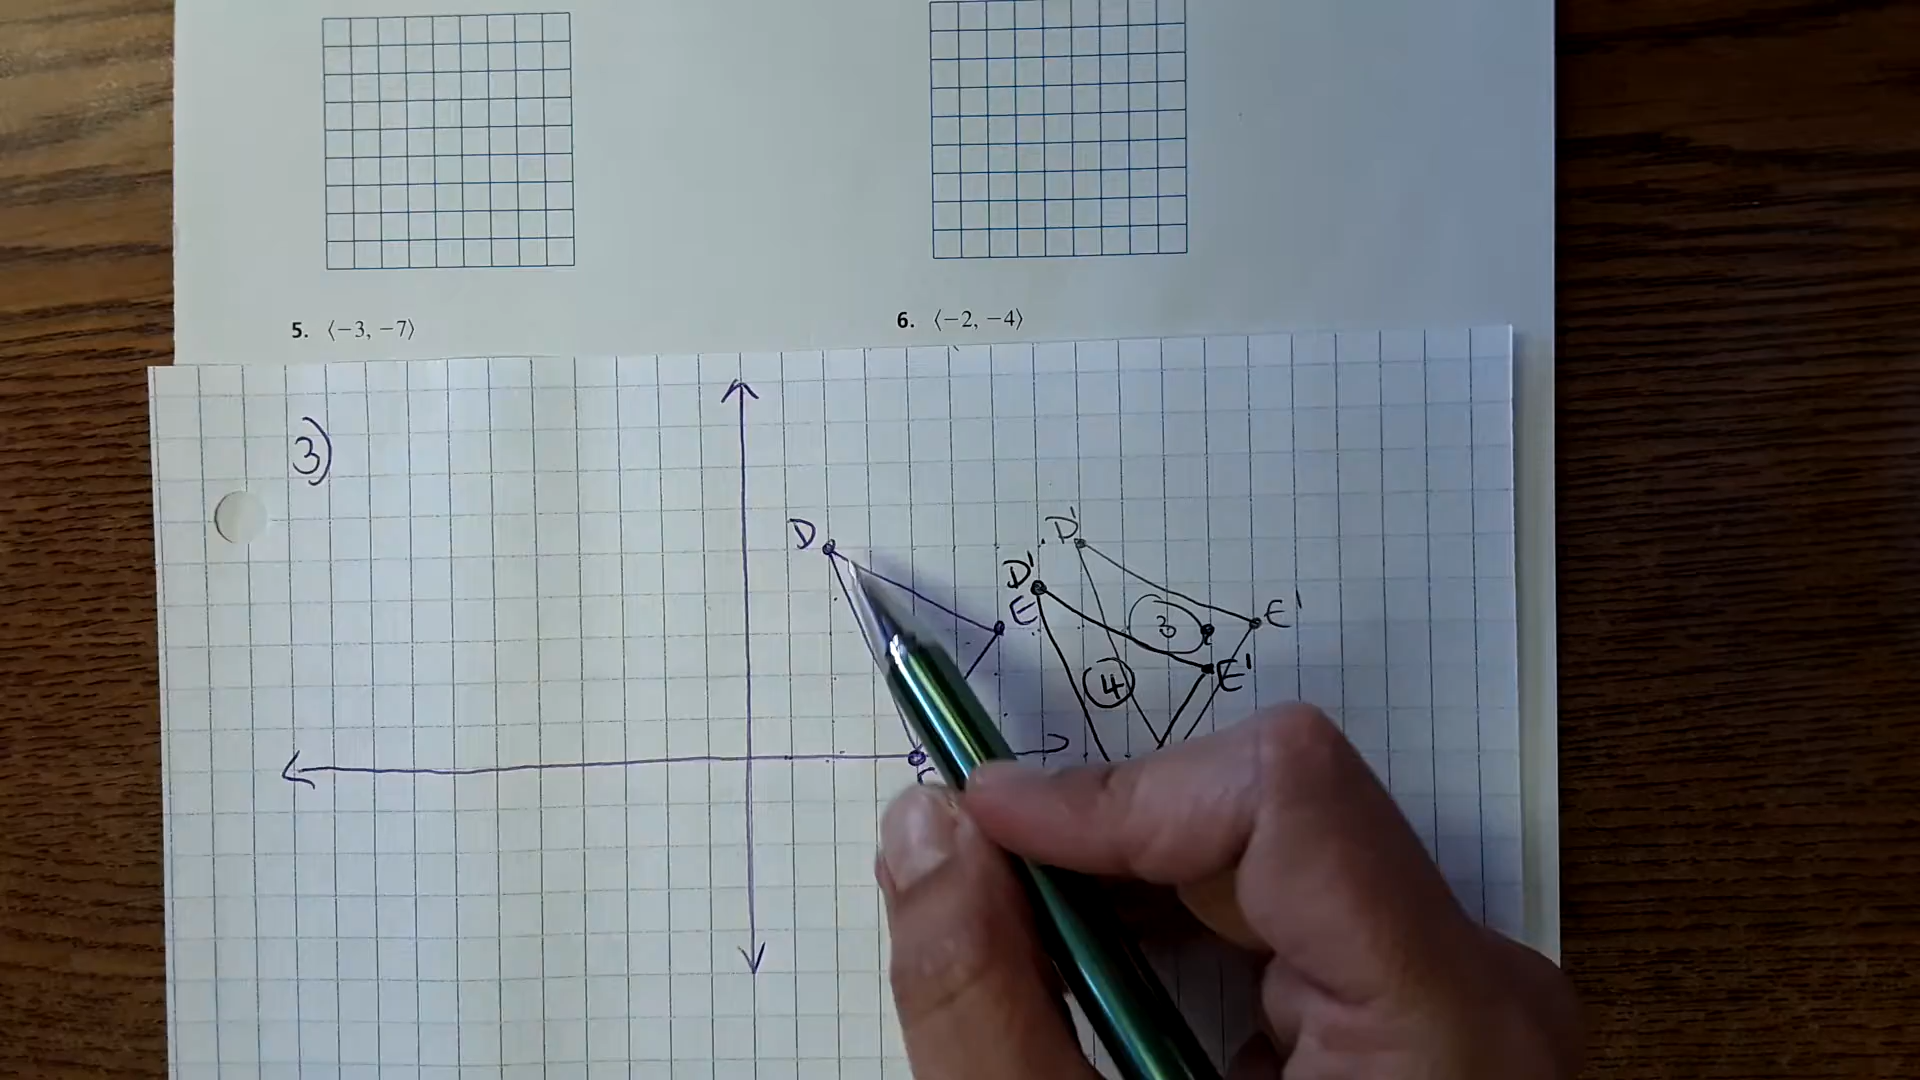 5. ⟨−3, −7⟩
6. ⟨−2, −4⟩
3)
D
D'
D'
E
3
E'
4
E'